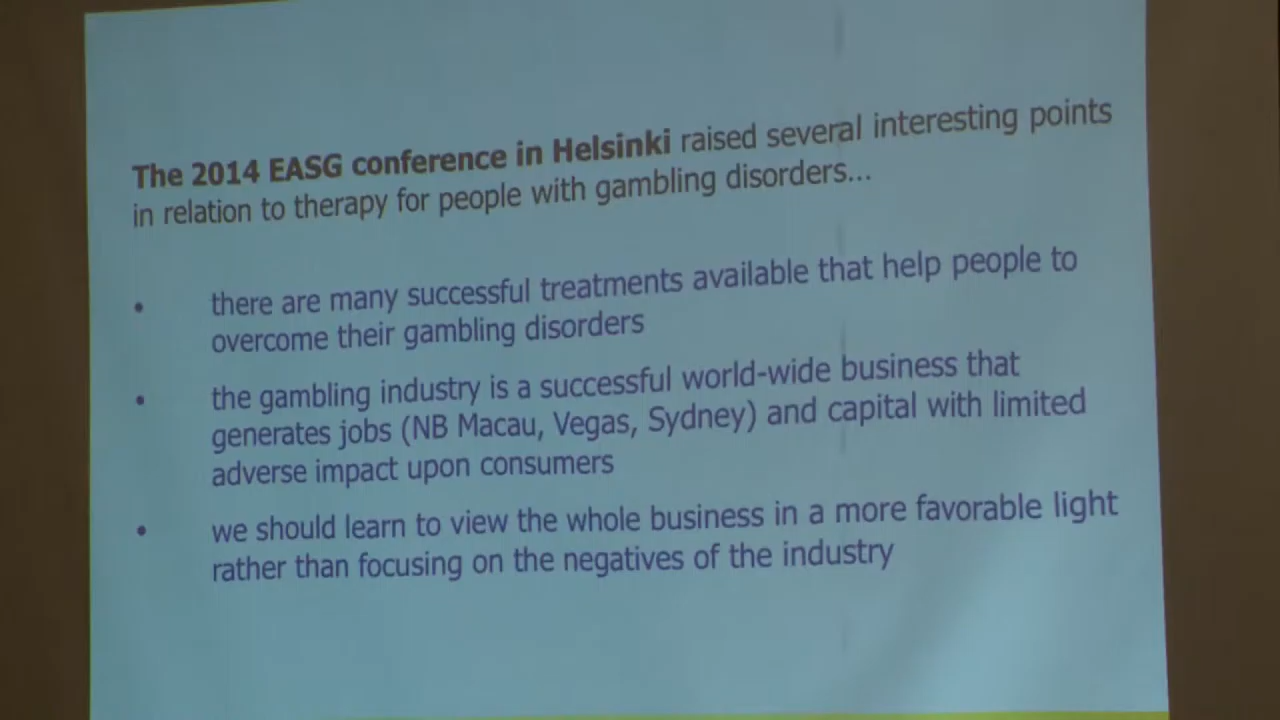 The 2014 EASG conference in Helsinki raised several interesting points
in relation to therapy for people with gambling disorders...
• there are many successful treatments available that help people to
overcome their gambling disorders
• the gambling industry is a successful world-wide business that
generates jobs (NB Macau, Vegas, Sydney) and capital with limited
adverse impact upon consumers
• we should learn to view the whole business in a more favorable light
rather than focusing on the negatives of the industry